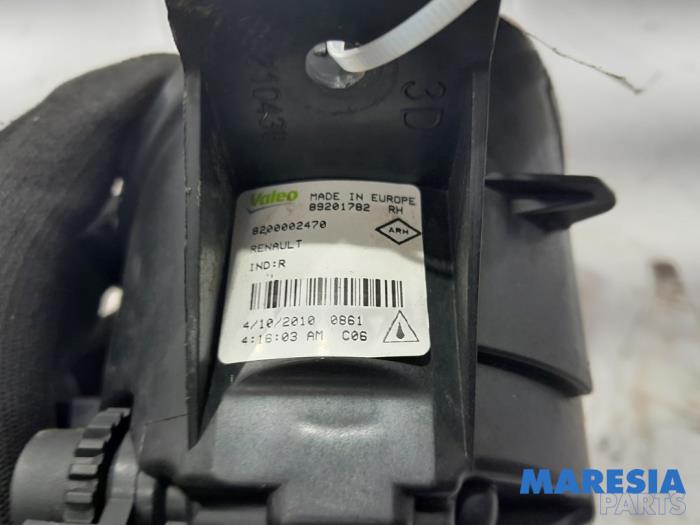 3D
Valeo MADE IN EUROPE
89201782 RH
8200002470
ARH
RENAULT
IND:R
4/10/2010 0861
4:16:03 AM C06
MARESIA
PARTS